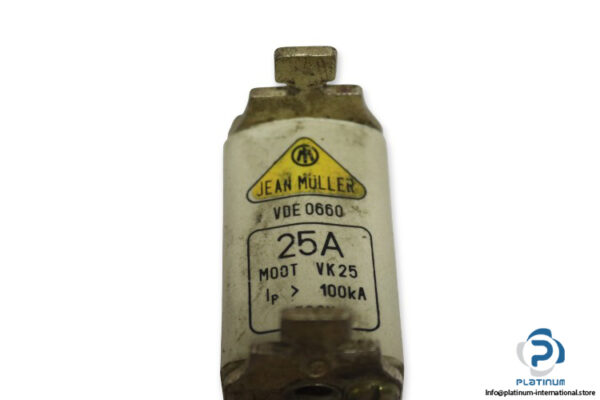 JEAN MÜLLER
VDE 0660
25A
M00T VK25
Ip > 100kA
PLATINUM
Info@platinum-international.store